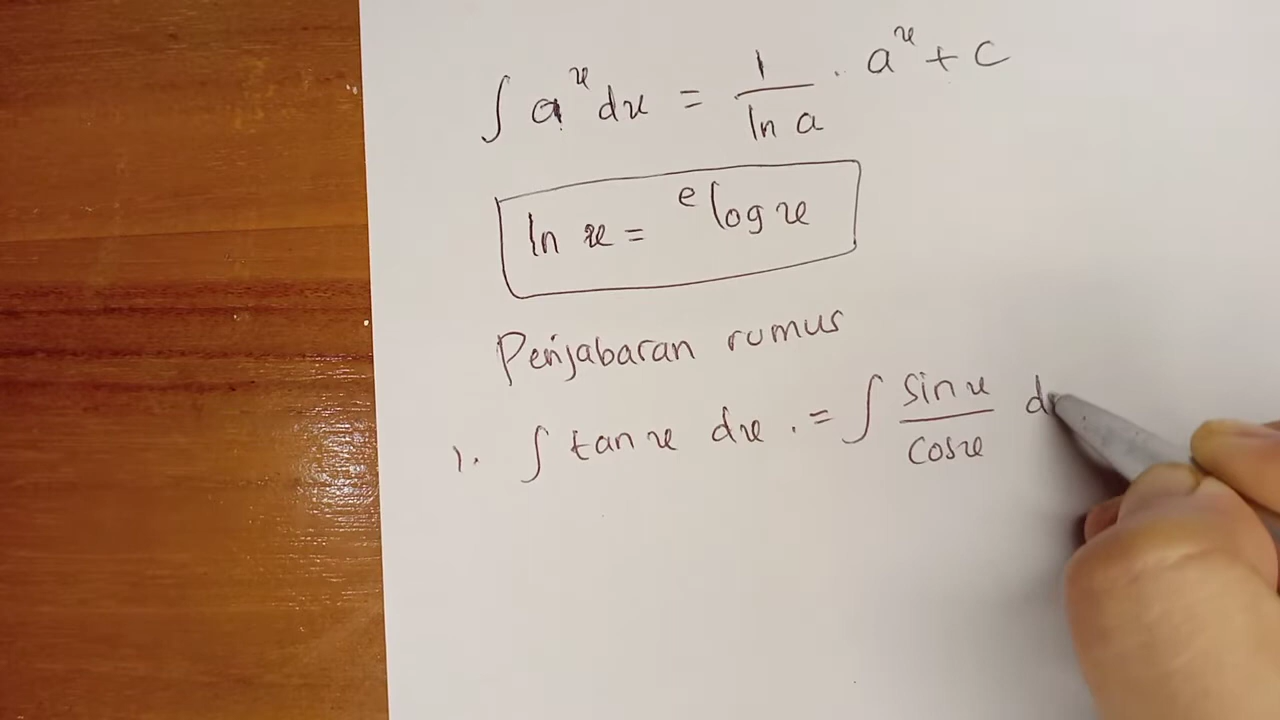 ∫ a^x dx = 1/ln a . a^x + C
ln x = ^e log x
Penjabaran rumus
1. ∫ tan x dx . = ∫ sin x/cos x d